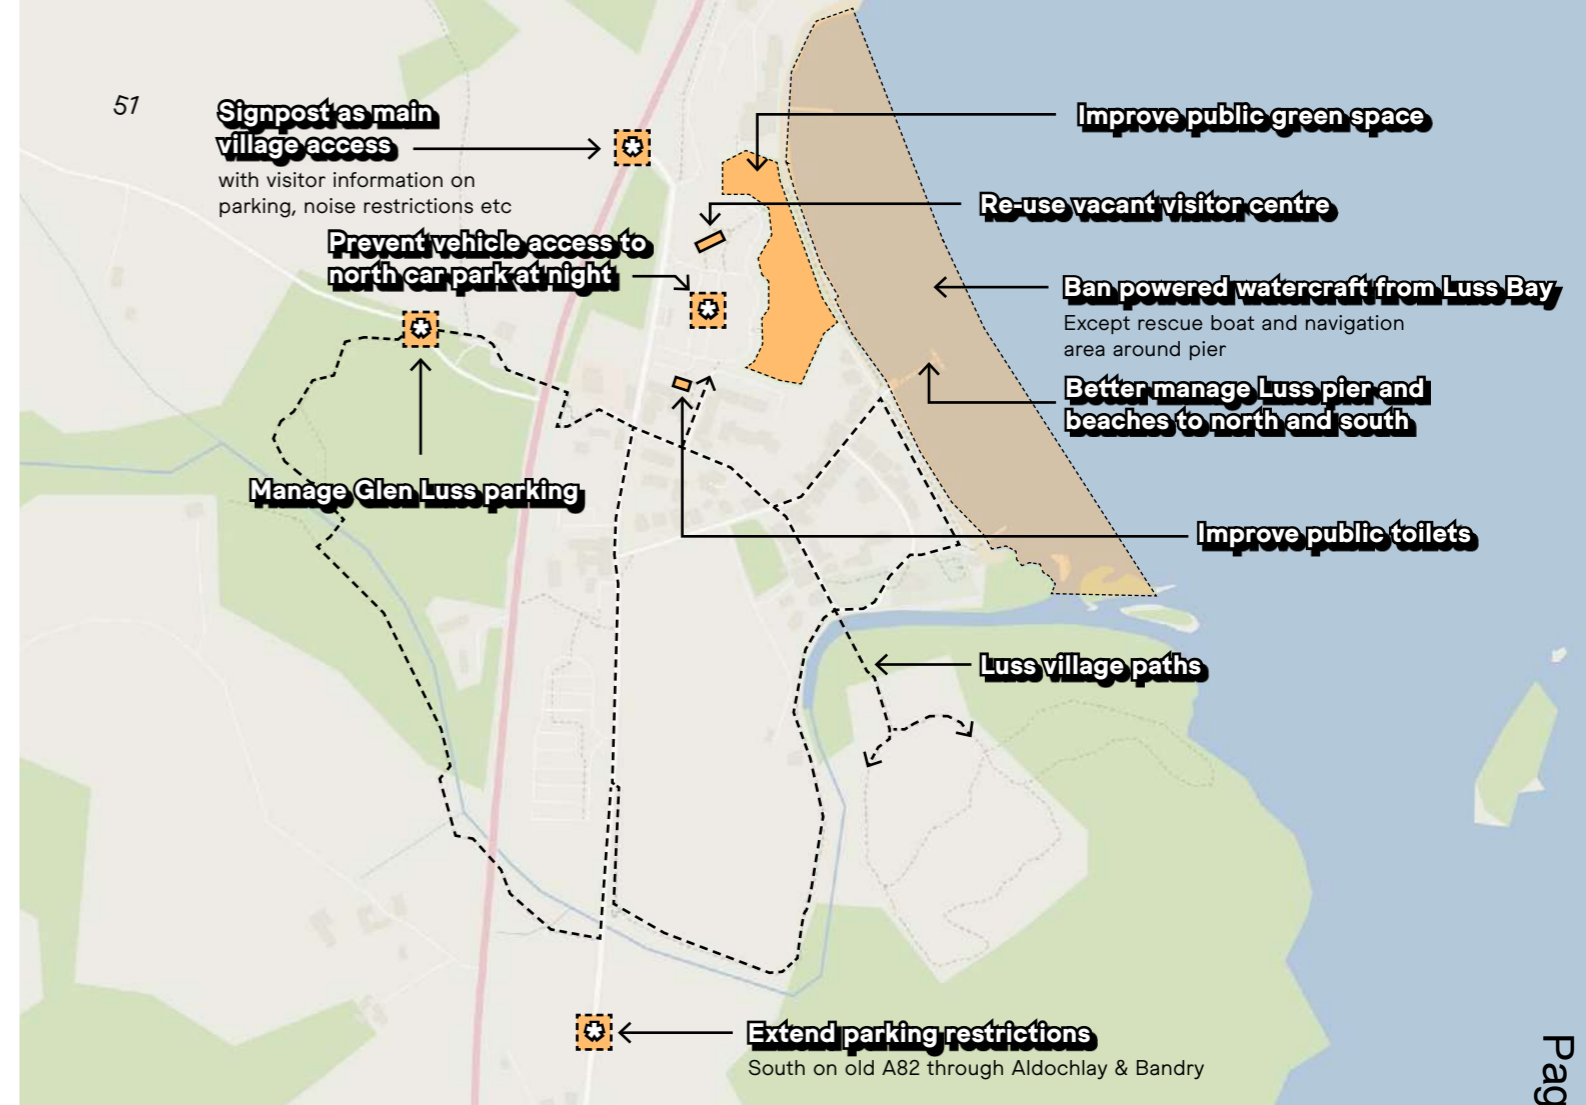 51
Signpost as main
village access
with visitor information on
parking, noise restrictions etc
Prevent vehicle access to
north car park at night
Manage Glen Luss parking
Improve public green space
Re-use vacant visitor centre
Ban powered watercraft from Luss Bay
Except rescue boat and navigation
area around pier
Better manage Luss pier and
beaches to north and south
Improve public toilets
Luss village paths
Extend parking restrictions
South on old A82 through Aldochlay & Bandry
Pag